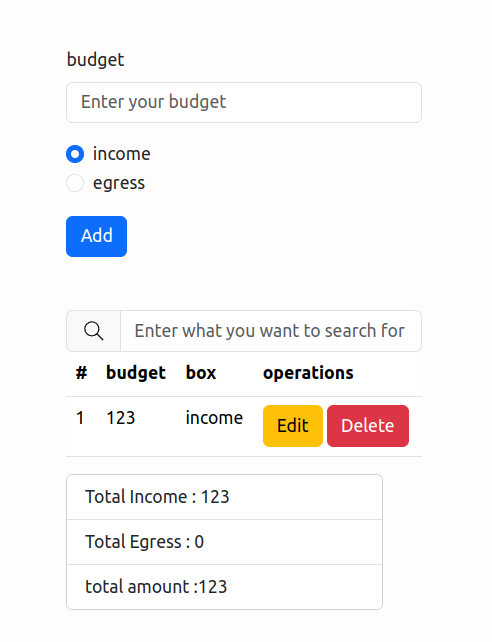 budget
Enter your budget
income
egress
Add
Enter what you want to search for
# budget box operations
1 123 income Edit Delete
Total Income : 123
Total Egress : 0
total amount :123